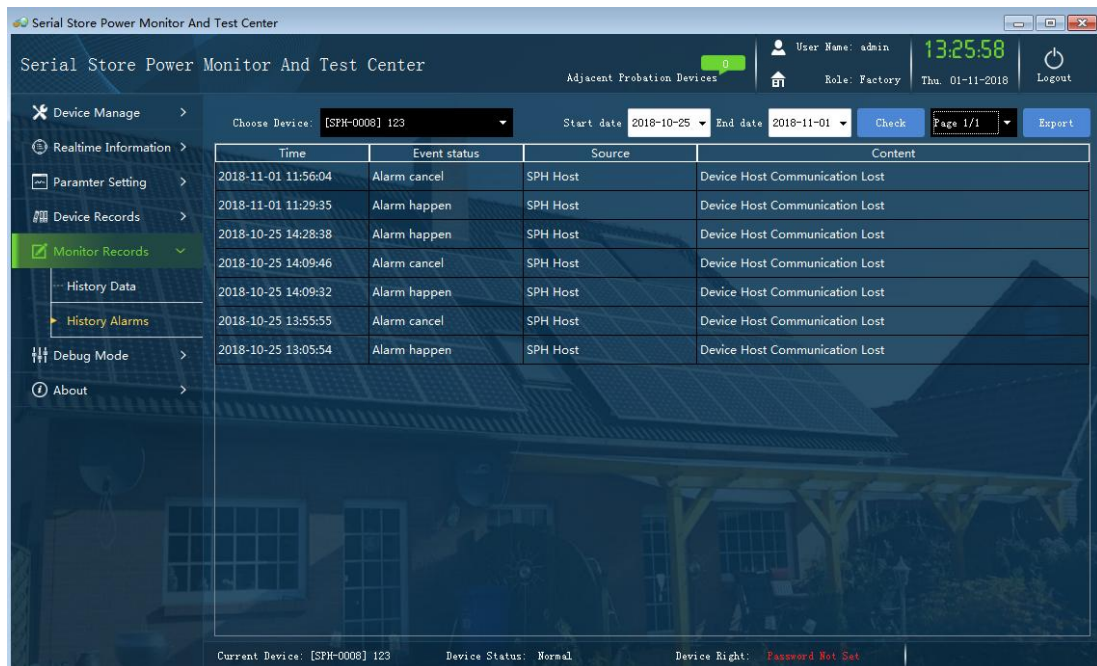 Serial Store Power Monitor And Test Center
Serial Store Power Monitor And Test Center
Adjacent Probation Devices
0
User Name: admin
Role: Factory
13:25:58
Thu. 01-11-2018
Logout
Device Manage
Realtime Information
Paramter Setting
Device Records
Monitor Records
History Data
History Alarms
Debug Mode
About
Choose Device: [SPH-0008] 123 Start date 2018-10-25 End date 2018-11-01 Check Page 1/1 Export
Time Event status Source Content
2018-11-01 11:56:04 Alarm cancel SPH Host Device Host Communication Lost
2018-11-01 11:29:35 Alarm happen SPH Host Device Host Communication Lost
2018-10-25 14:28:38 Alarm happen SPH Host Device Host Communication Lost
2018-10-25 14:09:46 Alarm cancel SPH Host Device Host Communication Lost
2018-10-25 14:09:32 Alarm happen SPH Host Device Host Communication Lost
2018-10-25 13:55:55 Alarm cancel SPH Host Device Host Communication Lost
2018-10-25 13:05:54 Alarm happen SPH Host Device Host Communication Lost
Current Device: [SPH-0008] 123 Device Status: Normal Device Right: Password Not Set